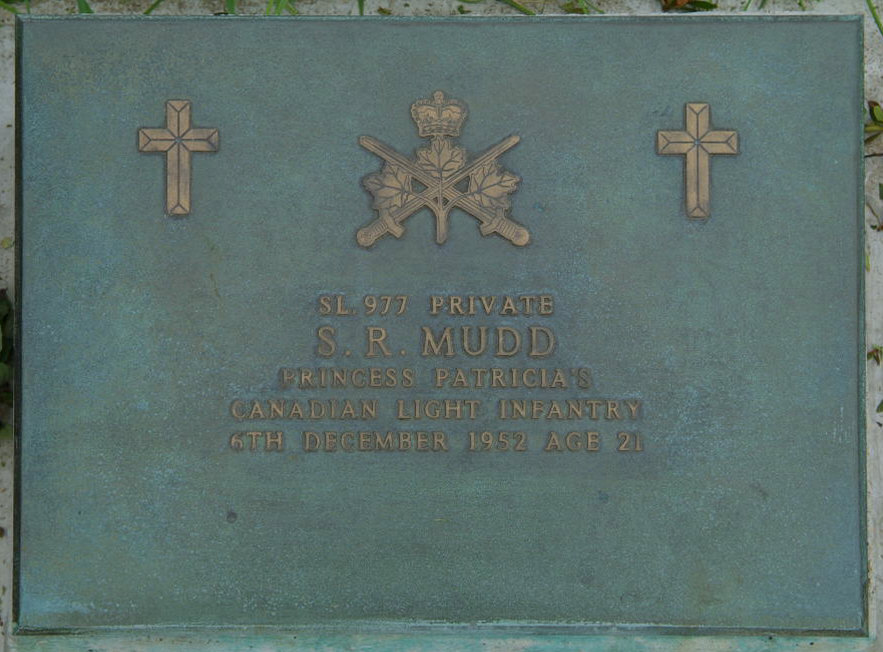 SL. 977 PRIVATE
S. R. MUDD
PRINCESS PATRICIA'S
CANADIAN LIGHT INFANTRY
6TH DECEMBER 1952 AGE 21